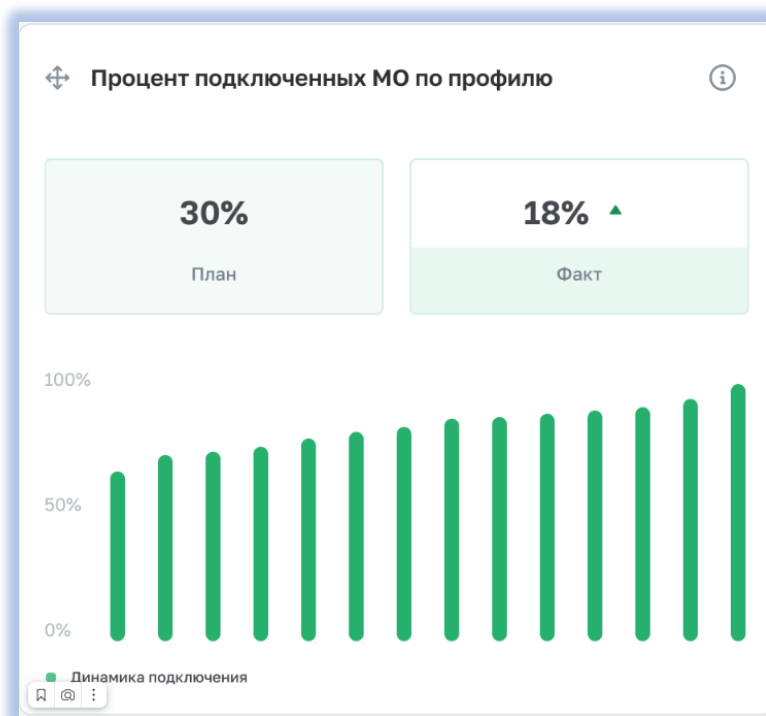 Процент подключенных МО по профилю
30%
План
18%
Факт
100%
50%
0%
Динамика подключения